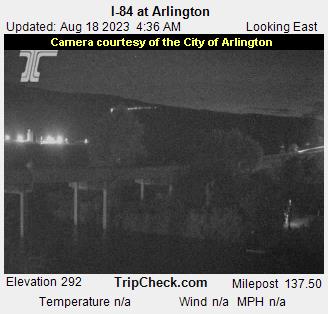 I-84 at Arlington
Updated: Aug 18 2023 4:36 AM Looking East
Camera courtesy of the City of Arlington
Elevation 292 TripCheck.com Milepost 137.50
Temperature n/a Wind n/a MPH n/a